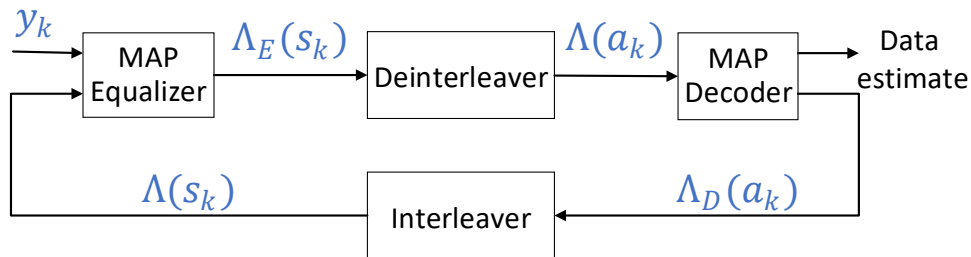 y_k
Λ_E(s_k)
Λ(a_k)
MAP
Equalizer
Deinterleaver
MAP
Decoder
Data
estimate
Λ(s_k)
Λ_D(a_k)
Interleaver